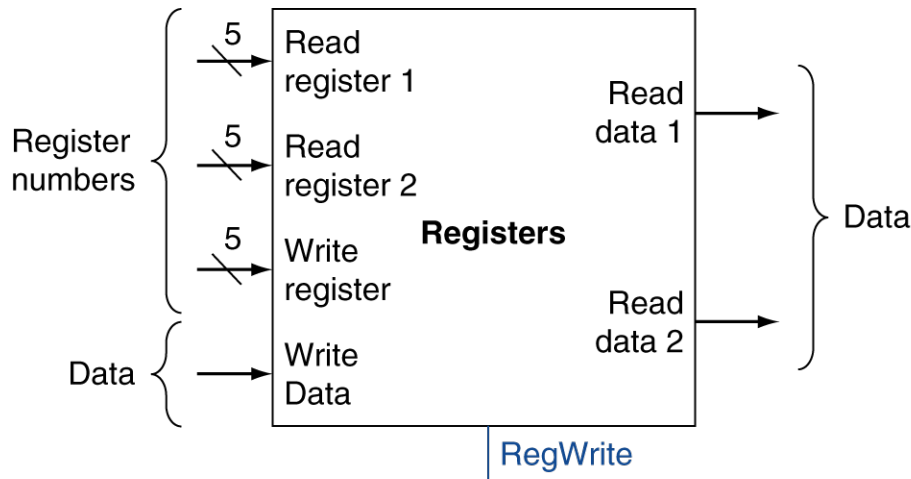 Register
numbers
Data
5
Read
register 1
5
Read
register 2
5
Write
register
Write
Data
Registers
Read
data 1
Read
data 2
Data
RegWrite